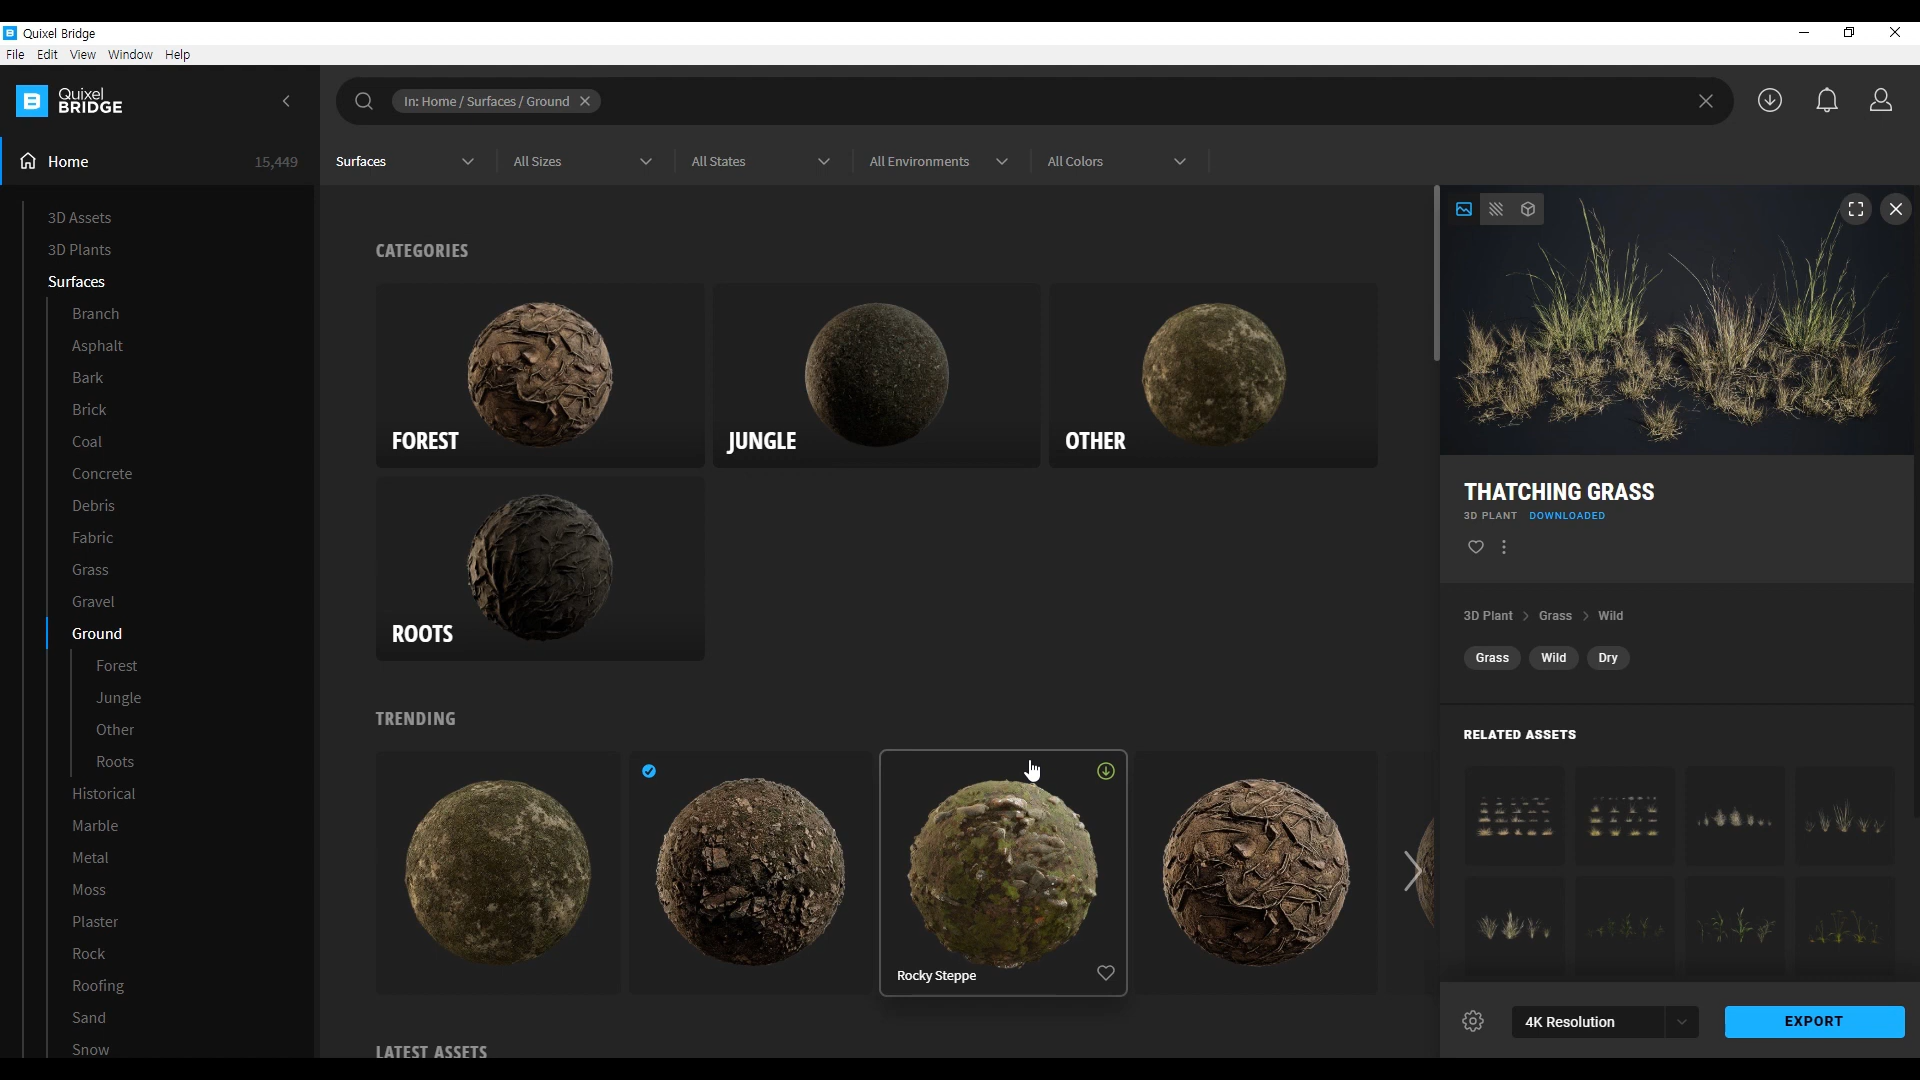 Quixel Bridge
File Edit View Window Help
Quixel
BRIDGE
In: Home / Surfaces / Ground
Home 15,449
Surfaces All Sizes All States All Environments All Colors
3D Assets
3D Plants
Surfaces
Branch
Asphalt
Bark
Brick
Coal
Concrete
Debris
Fabric
Grass
Gravel
Ground
Forest
Jungle
Other
Roots
Historical
Marble
Metal
Moss
Plaster
Rock
Roofing
Sand
Snow
CATEGORIES
FOREST
JUNGLE
OTHER
ROOTS
TRENDING
Rocky Steppe
LATEST ASSETS
THATCHING GRASS
3D PLANT DOWNLOADED
3D Plant > Grass > Wild
Grass Wild Dry
RELATED ASSETS
4K Resolution EXPORT